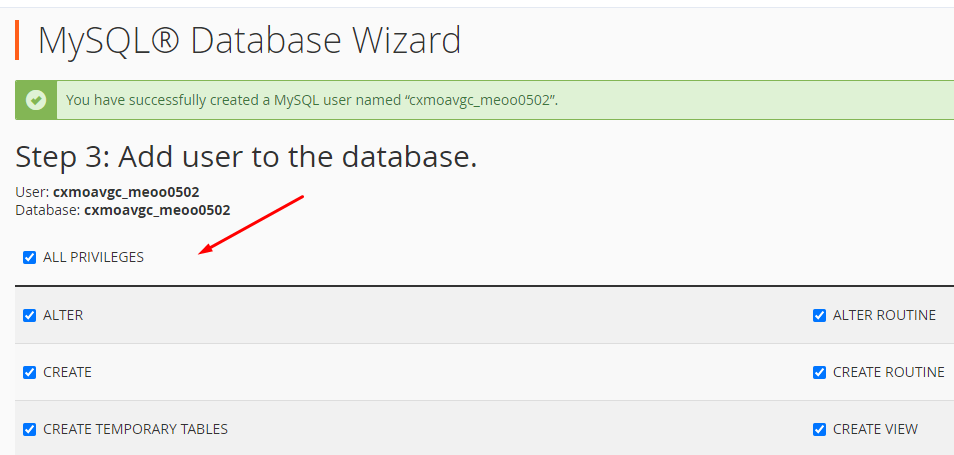 MySQL® Database Wizard
You have successfully created a MySQL user named “cxmoavgc_meoo0502”.
Step 3: Add user to the database.
User: cxmoavgc_meoo0502
Database: cxmoavgc_meoo0502
ALL PRIVILEGES
ALTER ALTER ROUTINE
CREATE CREATE ROUTINE
CREATE TEMPORARY TABLES CREATE VIEW